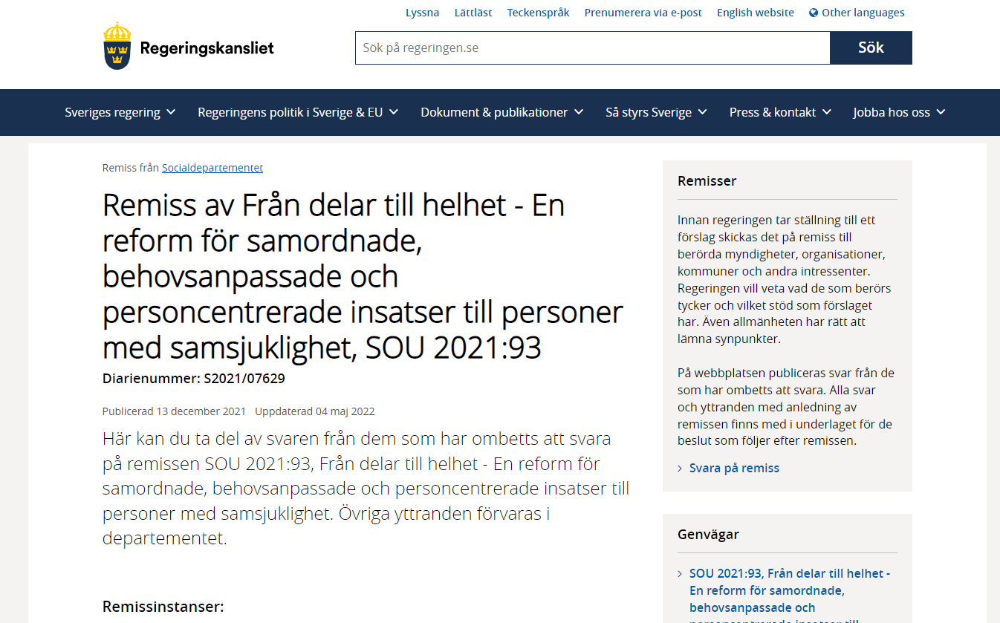 Lyssna Lättläst Teckenspråk Prenumerera via e-post English website Other languages
Regeringskansliet
Sök på regeringen.se Sök
Sveriges regering Regeringens politik i Sverige & EU Dokument & publikationer Så styrs Sverige Press & kontakt Jobba hos oss
Remiss från Socialdepartementet
Remiss av Från delar till helhet - En
reform för samordnade,
behovsanpassade och
personcentrerade insatser till personer
med samsjuklighet, SOU 2021:93
Diarienummer: S2021/07629
Publicerad 13 december 2021 Uppdaterad 04 maj 2022
Här kan du ta del av svaren från dem som har ombetts att svara
på remissen SOU 2021:93, Från delar till helhet - En reform för
samordnade, behovsanpassade och personcentrerade insatser till
personer med samsjuklighet. Övriga yttranden förvaras i
departementet.
Remissinstanser:
Remisser
Innan regeringen tar ställning till ett
förslag skickas det på remiss till
berörda myndigheter, organisationer,
kommuner och andra intressenter.
Regeringen vill veta vad de som berörs
tycker och vilket stöd som förslaget
har. Även allmänheten har rätt att
lämna synpunkter.
På webbplatsen publiceras svar från de
som har ombetts att svara. Alla svar
och yttranden med anledning av
remissen finns med i underlaget för de
beslut som följer efter remissen.
Svara på remiss
Genvägar
SOU 2021:93, Från delar till helhet -
En reform för samordnade,
behovsanpassade och
personcentrerade insatser till